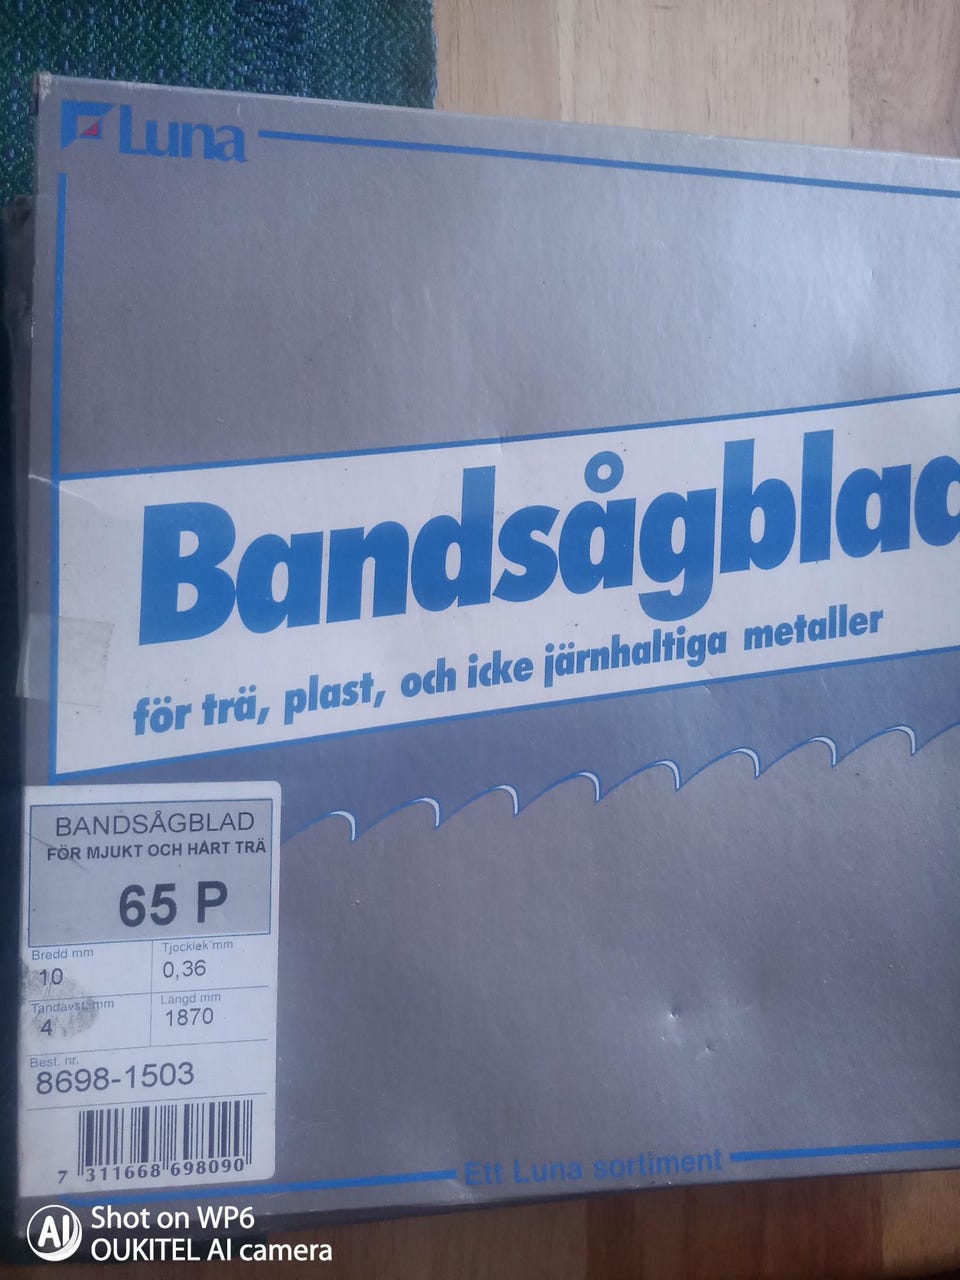 Luna
Bandsågblad
för trä, plast, och icke järnhaltiga metaller
BANDSÅGBLAD
FÖR MJUKT OCH HÅRT TRÄ
65 P
Bredd mm
10
Tjocklek mm
0,36
Tandavst. mm
4
Längd mm
1870
Best. nr.
8698-1503
7 311668 698090
Ett Luna sortiment
AI
Shot on WP6
OUKITEL AI camera